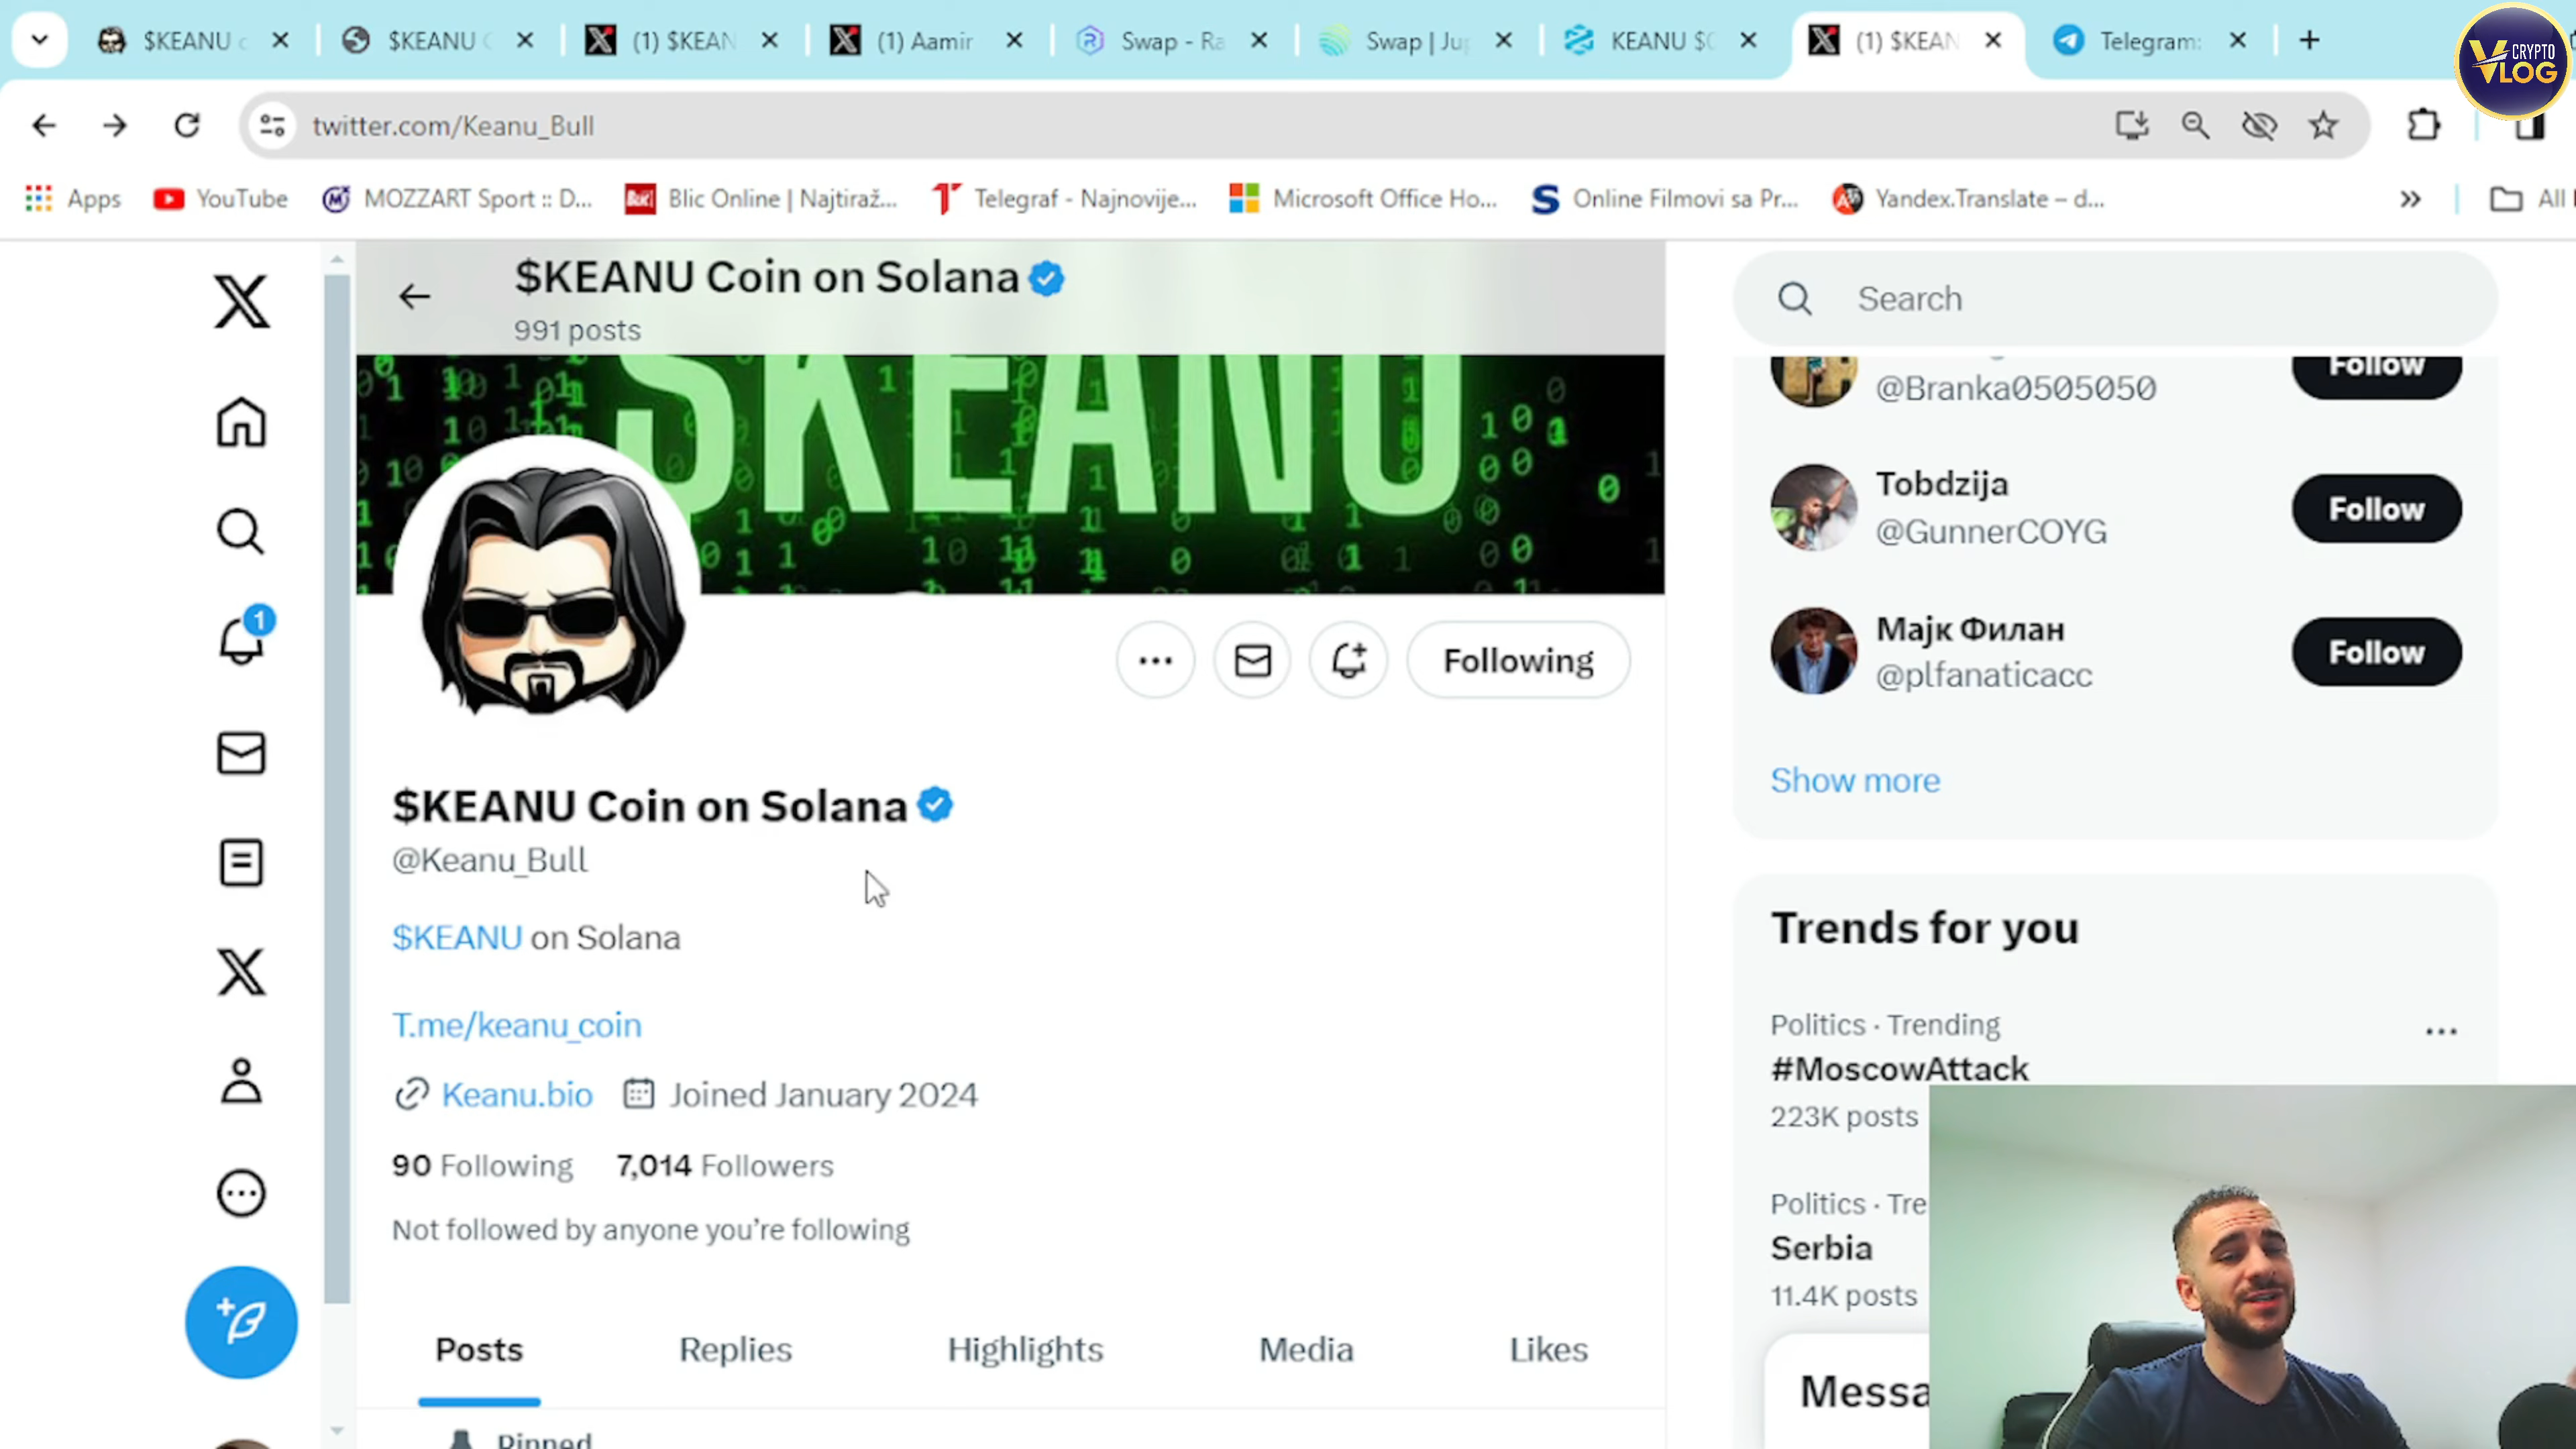 $KEANU
$KEANU
(1) $KEAN
(1) Aamir
Swap - Ra
Swap | Jup
KEANU $
(1) $KEAN
Telegram:
CRYPTO
VLOG
twitter.com/Keanu_Bull
Apps
YouTube
MOZZART Sport :: D...
Blic Online | Najtiraž...
Telegraf - Najnovije...
Microsoft Office Ho...
Online Filmovi sa Pr...
Yandex.Translate – d...
All
$KEANU Coin on Solana
991 posts
$KEANU
Following
$KEANU Coin on Solana
@Keanu_Bull
$KEANU on Solana
T.me/keanu_coin
Keanu.bio Joined January 2024
90 Following 7,014 Followers
Not followed by anyone you’re following
Posts Replies Highlights Media Likes
Pinned
1
Search
@Branka0505050
Follow
Tobdzija
@GunnerCOYG
Follow
Мајк Филан
@plfanaticacc
Follow
Show more
Trends for you
Politics · Trending
#MoscowAttack
223K posts
Politics · Tre
Serbia
11.4K posts
Messa